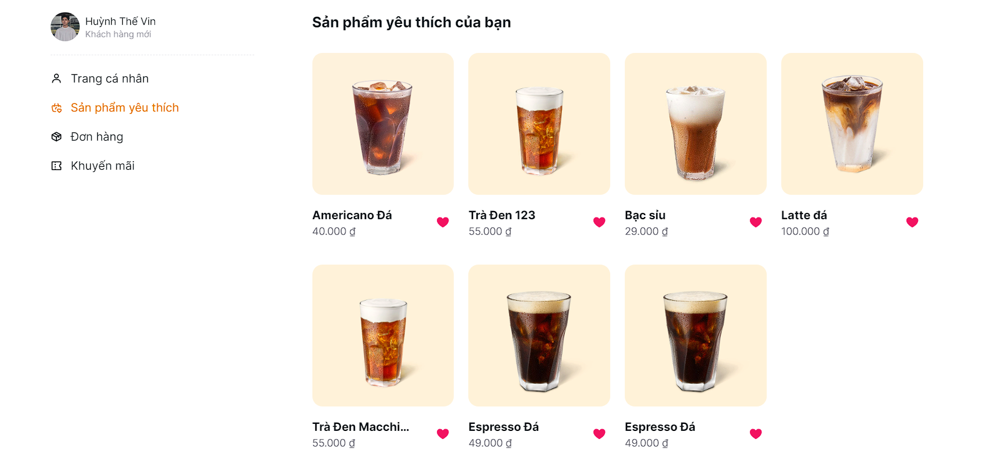 Huỳnh Thế Vin
Khách hàng mới
Trang cá nhân
Sản phẩm yêu thích
Đơn hàng
Khuyến mãi
Sản phẩm yêu thích của bạn
Americano Đá
40.000 ₫
Trà Đen 123
55.000 ₫
Bạc sỉu
29.000 ₫
Latte đá
100.000 ₫
Trà Đen Macchi...
55.000 ₫
Espresso Đá
49.000 ₫
Espresso Đá
49.000 ₫